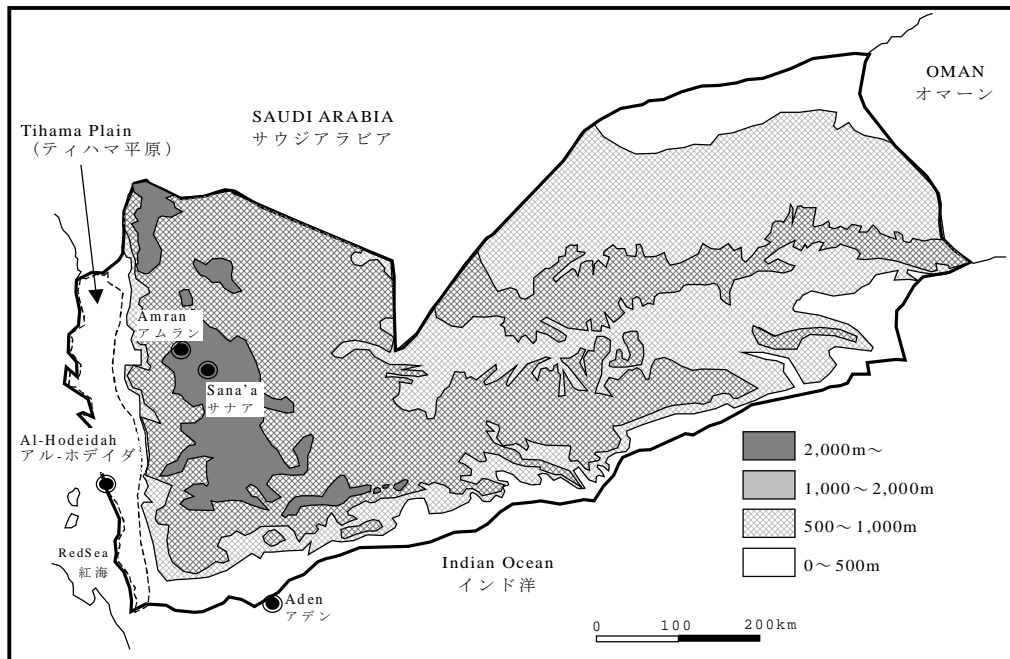 OMAN
オマーン
SAUDI ARABIA
サウジアラビア
Tihama Plain
(ティハマ平原)
Amran
アムラン
Sana'a
サナア
Al-Hodeidah
アル-ホデイダ
RedSea
紅海
Aden
アデン
Indian Ocean
インド洋
2,000m～
1,000～2,000m
500～1,000m
0～500m
0 100 200km